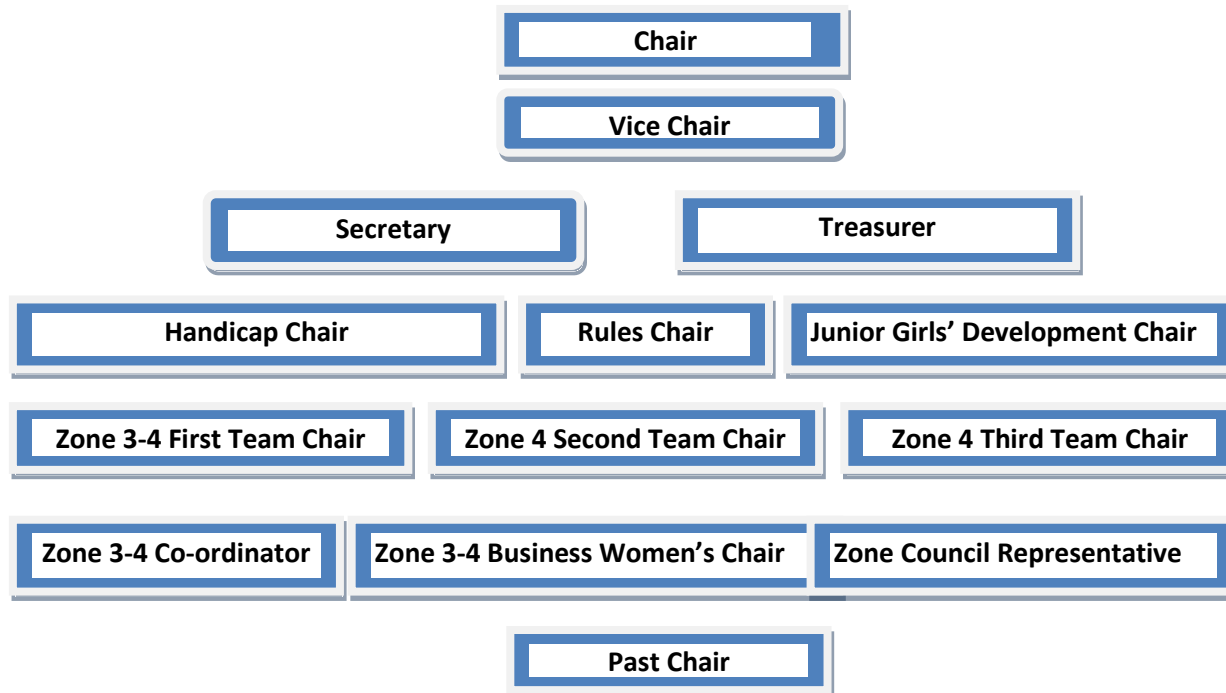 Chair
Vice Chair
Secretary
Treasurer
Handicap Chair
Rules Chair
Junior Girls’ Development Chair
Zone 3-4 First Team Chair
Zone 4 Second Team Chair
Zone 4 Third Team Chair
Zone 3-4 Co-ordinator
Zone 3-4 Business Women’s Chair
Zone Council Representative
Past Chair